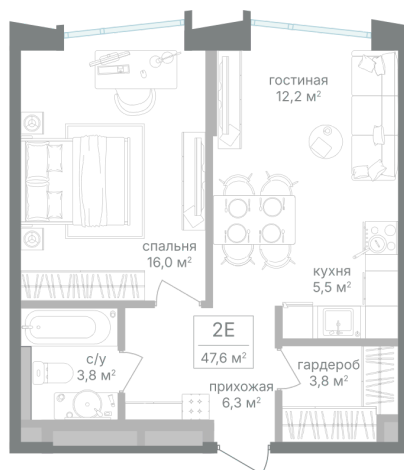 гостиная
12,2 м²
спальня
16,0 м²
кухня
5,5 м²
2Е
47,6 м²
с/у
3,8 м²
гардероб
3,8 м²
прихожая
6,3 м²